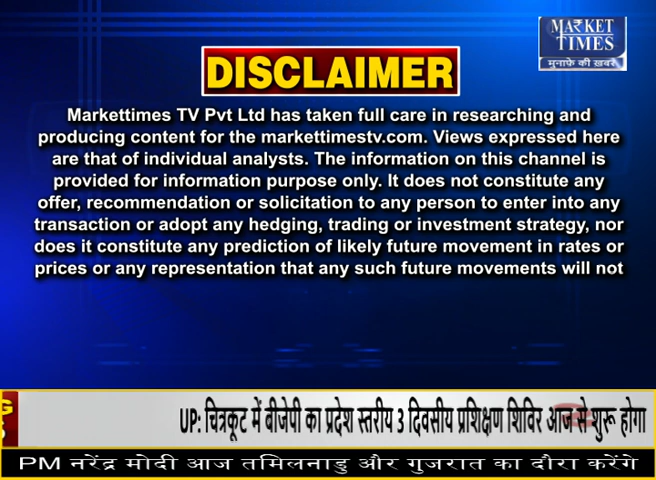 MARKET
TIMES
मुनाफे की ख़बर
DISCLAIMER
Markettimes TV Pvt Ltd has taken full care in researching and
producing content for the markettimestv.com. Views expressed here
are that of individual analysts. The information on this channel is
provided for information purpose only. It does not constitute any
offer, recommendation or solicitation to any person to enter into any
transaction or adopt any hedging, trading or investment strategy, nor
does it constitute any prediction of likely future movement in rates or
prices or any representation that any such future movements will not
UP: चित्रकूट में बीजेपी का प्रदेश स्तरीय 3 दिवसीय प्रशिक्षण शिविर आज से शुरू होगा
PM नरेंद्र मोदी आज तमिलनाडु और गुजरात का दौरा करेंगे